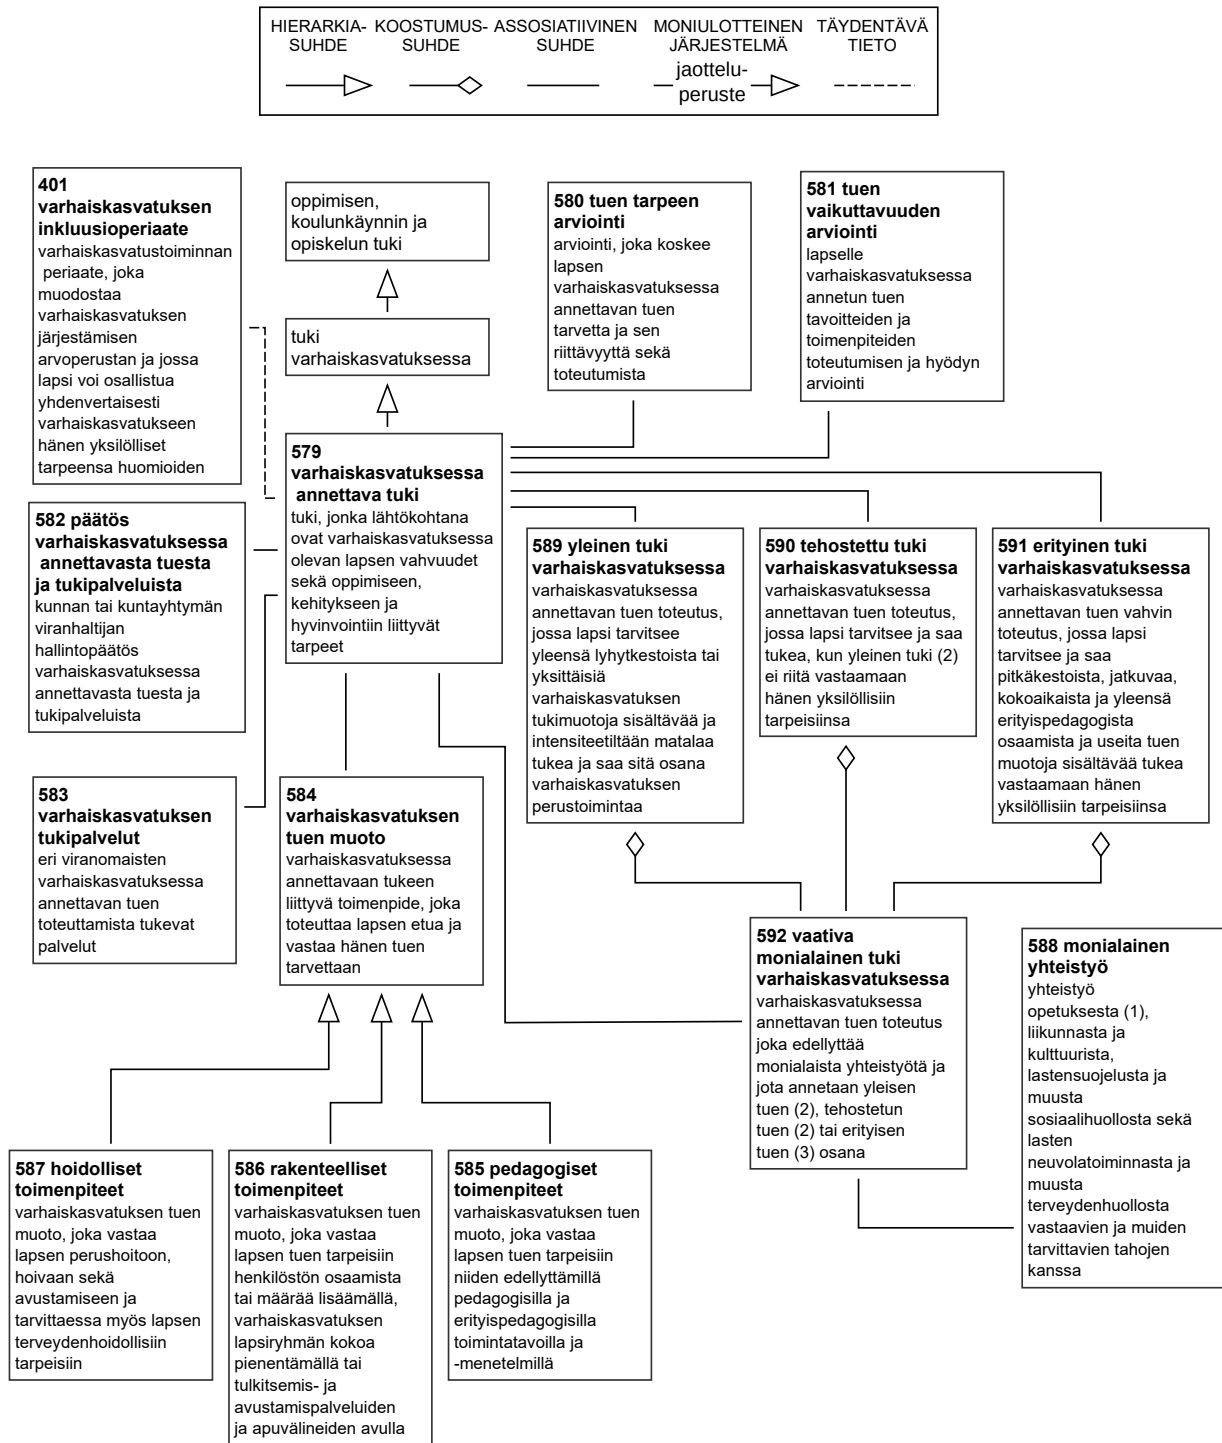 HIERARKIA-
SUHDE
KOOSTUMUS-
SUHDE
ASSOSIATIIVINEN
SUHDE
MONIULOTTEINEN
JÄRJESTELMÄ
jaottelu-
peruste
TÄYDENTÄVÄ
TIETO
401
varhaiskasvatuksen
inkluusioperiaate
varhaiskasvatustoiminnan
periaate, joka
muodostaa
varhaiskasvatuksen
järjestämisen
arvoperustan ja jossa
lapsi voi osallistua
yhdenvertaisesti
varhaiskasvatukseen
hänen yksilölliset
tarpeensa huomioiden
oppimisen,
koulunkäynnin ja
opiskelun tuki
tuki
varhaiskasvatuksessa
580 tuen tarpeen
arviointi
arviointi, joka koskee
lapsen
varhaiskasvatuksessa
annettavan tuen
tarvetta ja sen
riittävyyttä sekä
toteutumista
581 tuen
vaikuttavuuden
arviointi
lapselle
varhaiskasvatuksessa
annetun tuen
tavoitteiden ja
toimenpiteiden
toteutumisen ja hyödyn
arviointi
579
varhaiskasvatuksessa
annettava tuki
tuki, jonka lähtökohtana
ovat varhaiskasvatuksessa
olevan lapsen vahvuudet
sekä oppimiseen,
kehitykseen ja
hyvinvointiin liittyvät
tarpeet
582 päätös
varhaiskasvatuksessa
annettavasta tuesta
ja tukipalveluista
kunnan tai kuntayhtymän
viranhaltijan
hallintopäätös
varhaiskasvatuksessa
annettavasta tuesta ja
tukipalveluista
589 yleinen tuki
varhaiskasvatuksessa
varhaiskasvatuksessa
annettavan tuen toteutus,
jossa lapsi tarvitsee
yleensä lyhytkestoista tai
yksittäisiä
varhaiskasvatuksen
tukimuotoja sisältävää ja
intensiteetiltään matalaa
tukea ja saa sitä osana
varhaiskasvatuksen
perustoimintaa
590 tehostettu tuki
varhaiskasvatuksessa
varhaiskasvatuksessa
annettavan tuen toteutus,
jossa lapsi tarvitsee ja saa
tukea, kun yleinen tuki (2)
ei riitä vastaamaan
hänen yksilöllisiin
tarpeisiinsa
591 erityinen tuki
varhaiskasvatuksessa
varhaiskasvatuksessa
annettavan tuen vahvin
toteutus, jossa lapsi
tarvitsee ja saa
pitkäkestoista, jatkuvaa,
kokoaikaista ja yleensä
erityispedagogista
osaamista ja useita tuen
muotoja sisältävää tukea
vastaamaan hänen
yksilöllisiin tarpeisiinsa
583
varhaiskasvatuksen
tukipalvelut
eri viranomaisten
varhaiskasvatuksessa
annettavan tuen
toteuttamista tukevat
palvelut
584
varhaiskasvatuksen
tuen muoto
varhaiskasvatuksessa
annettavaan tukeen
liittyvä toimenpide, joka
toteuttaa lapsen etua ja
vastaa hänen tuen
tarvettaan
592 vaativa
monialainen tuki
varhaiskasvatuksessa
varhaiskasvatuksessa
annettavan tuen toteutus
joka edellyttää
monialaista yhteistyötä ja
jota annetaan yleisen
tuen (2), tehostetun
tuen (2) tai erityisen
tuen (3) osana
588 monialainen
yhteistyö
yhteistyö
opetuksesta (1),
liikunnasta ja
kulttuurista,
lastensuojelusta ja
muusta
sosiaalihuollosta sekä
lasten
neuvolatoiminnasta ja
muusta
terveydenhuollosta
vastaavien ja muiden
tarvittavien tahojen
kanssa
587 hoidolliset
toimenpiteet
varhaiskasvatuksen tuen
muoto, joka vastaa
lapsen perushoitoon,
hoivaan sekä
avustamiseen ja
tarvittaessa myös lapsen
terveydenhoidollisiin
tarpeisiin
586 rakenteelliset
toimenpiteet
varhaiskasvatuksen tuen
muoto, joka vastaa
lapsen tuen tarpeisiin
henkilöstön osaamista
tai määrää lisäämällä,
varhaiskasvatuksen
lapsiryhmän kokoa
pienentämällä tai
tulkitsemis- ja
avustamispalveluiden
ja apuvälineiden avulla
585 pedagogiset
toimenpiteet
varhaiskasvatuksen tuen
muoto, joka vastaa
lapsen tuen tarpeisiin
niiden edellyttämillä
pedagogisilla ja
erityispedagogisilla
toimintatavoilla ja
-menetelmillä